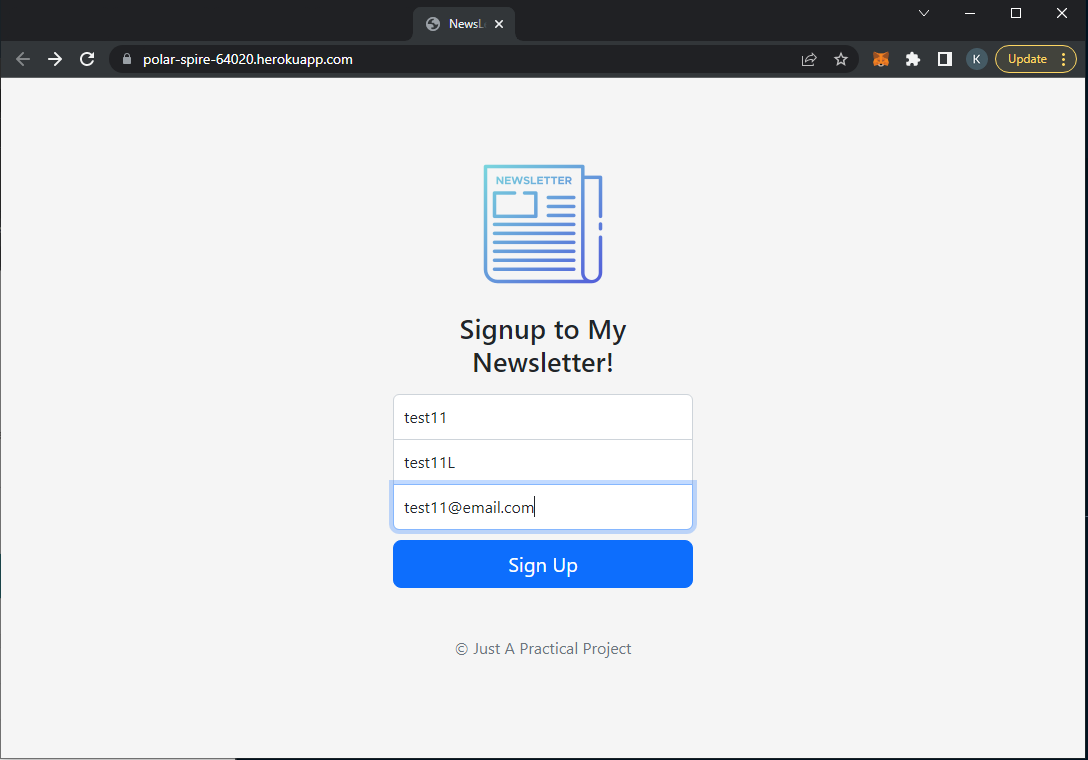 NewsL
polar-spire-64020.herokuapp.com
K
Update
NEWSLETTER
Signup to My
Newsletter!
test11
test11L
test11@email.com
Sign Up
© Just A Practical Project